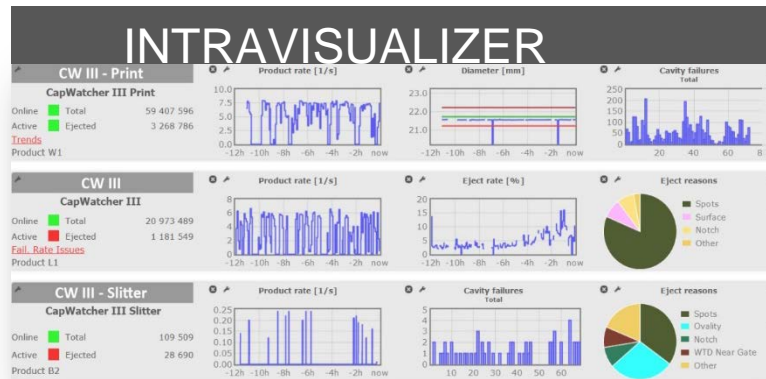 INTRAVISUALIZER
CW III - Print
CapWatcher III Print
Online Total 59 407 596
Active Ejected 3 268 786
Trends
Product W1
Product rate [1/s]
10.0
7.5
5.0
2.5
0.0
-12h -10h -8h -6h -4h -2h now
Diameter [mm]
23.0
22.0
21.0
-12h -10h -8h -6h -4h -2h now
Cavity failures
Total
250
200
150
100
50
0
20 40 60 8
CW III
CapWatcher III
Online Total 20 973 489
Active Ejected 1 181 549
Fail. Rate Issues
Product L1
Product rate [1/s]
8
6
4
2
0
-12h -10h -8h -6h -4h -2h now
Eject rate [%]
20
15
10
5
0
-12h -10h -8h -6h -4h -2h now
Eject reasons
Spots
Surface
Notch
Other
CW III - Slitter
CapWatcher III Slitter
Online Total 109 509
Active Ejected 28 690
Product B2
Product rate [1/s]
0.25
0.20
0.15
0.10
0.05
0.00
-12h -10h -8h -6h -4h -2h now
Cavity failures
Total
5
4
3
2
1
0
10 20 30 40 50 60
Eject reasons
Spots
Ovality
Notch
WTD Near Gate
Other